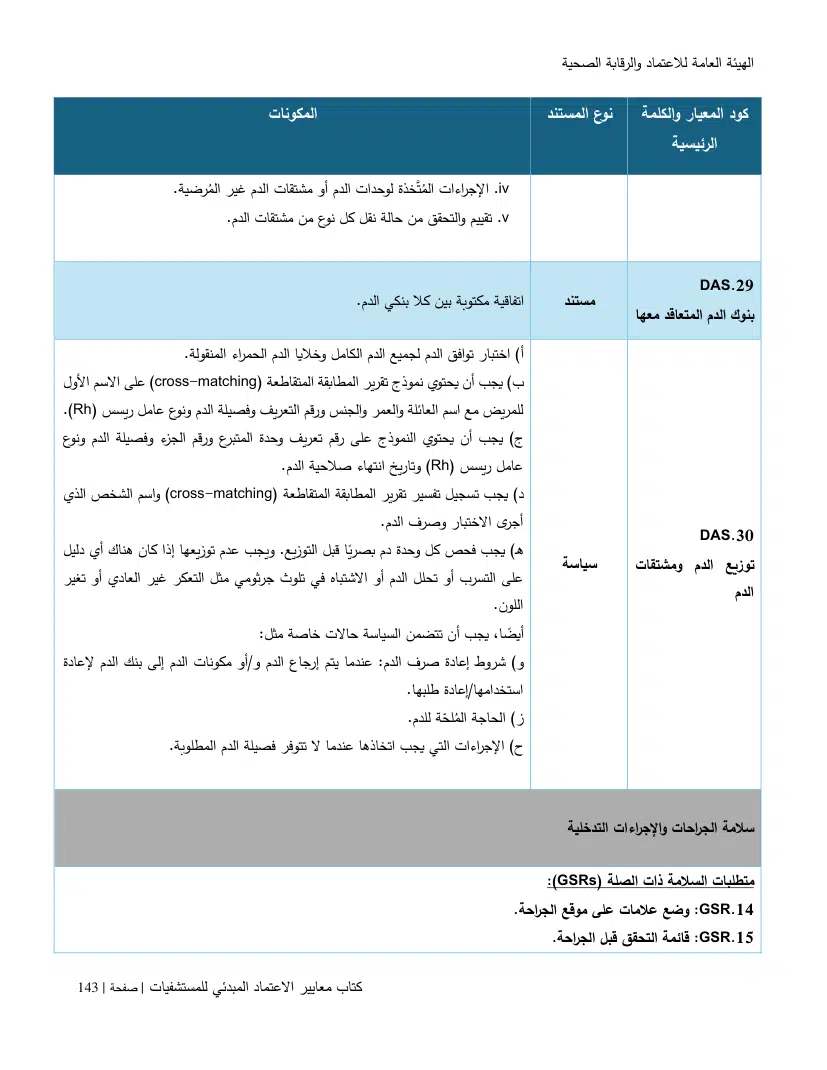 الهيئة العامة للاعتماد والرقابة الصحية
كود المعيار والكلمة
الرئيسية
نوع المستند
المكونات
iv. الإجراءات المُتَّخذة لوحدات الدم أو مشتقات الدم غير المُرضية.
v. تقييم والتحقق من حالة نقل كل نوع من مشتقات الدم.
DAS.29
بنوك الدم المتعاقد معها
مستند
اتفاقية مكتوبة بين كلا بنكي الدم.
DAS.30
توزيع الدم ومشتقات
الدم
سياسة
أ) اختبار توافق الدم لجميع الدم الكامل وخلايا الدم الحمراء المنقولة.
ب) يجب أن يحتوي نموذج تقرير المطابقة المتقاطعة (cross-matching) على الاسم الأول
للمريض مع اسم العائلة والعمر والجنس ورقم التعريف وفصيلة الدم ونوع عامل ريسس (Rh).
ج) يجب أن يحتوي النموذج على رقم تعريف وحدة المتبرع ورقم الجزء وفصيلة الدم ونوع
عامل ريسس (Rh) وتاريخ انتهاء صلاحية الدم.
د) يجب تسجيل تفسير تقرير المطابقة المتقاطعة (cross-matching) واسم الشخص الذي
أجرى الاختبار وصرف الدم.
ه) يجب فحص كل وحدة دم بصريًا قبل التوزيع. ويجب عدم توزيعها إذا كان هناك أي دليل
على التسرب أو تحلل الدم أو الاشتباه في تلوث جرثومي مثل التعكر غير العادي أو تغير
اللون.
أيضًا، يجب أن تتضمن السياسة حالات خاصة مثل:
و) شروط إعادة صرف الدم: عندما يتم إرجاع الدم و/أو مكونات الدم إلى بنك الدم لإعادة
استخدامها/إعادة طلبها.
ز) الحاجة المُلحّة للدم.
ح) الإجراءات التي يجب اتخاذها عندما لا تتوفر فصيلة الدم المطلوبة.
سلامة الجراحات والإجراءات التدخلية
متطلبات السلامة ذات الصلة (GSRs):
GSR.14: وضع علامات على موقع الجراحة.
GSR.15: قائمة التحقق قبل الجراحة.
كتاب معايير الاعتماد المبدئي للمستشفيات | صفحة | 143